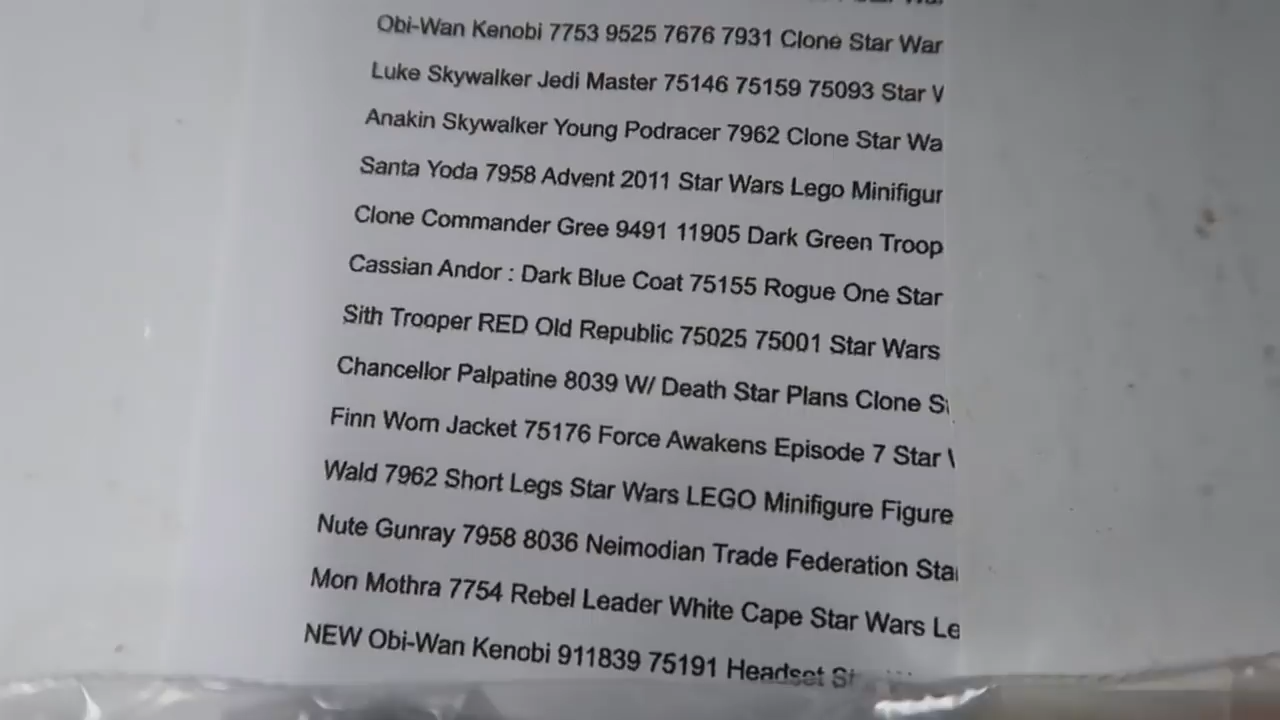 Obi-Wan Kenobi 7753 9525 7676 7931 Clone Star War
Luke Skywalker Jedi Master 75146 75159 75093 Star
Anakin Skywalker Young Podracer 7962 Clone Star Wa
Santa Yoda 7958 Advent 2011 Star Wars Lego Minifigur
Clone Commander Gree 9491 11905 Dark Green Troop
Cassian Andor : Dark Blue Coat 75155 Rogue One Star
Sith Trooper RED Old Republic 75025 75001 Star Wars
Chancellor Palpatine 8039 W/ Death Star Plans Clone
Finn Worn Jacket 75176 Force Awakens Episode 7 Star
Wald 7962 Short Legs Star Wars LEGO Minifigure Figure
Nute Gunray 7958 8036 Neimodian Trade Federation Sta
Mon Mothra 7754 Rebel Leader White Cape Star Wars Le
NEW Obi-Wan Kenobi 911839 75191 Headset